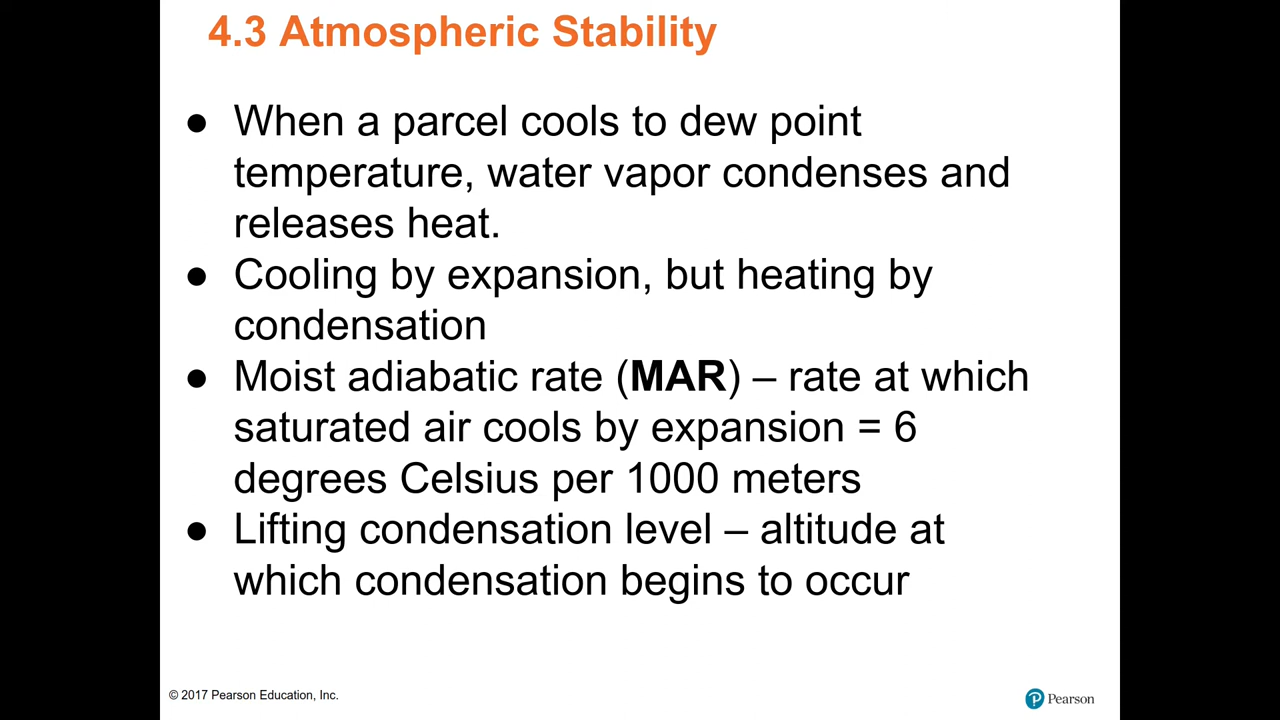 4.3 Atmospheric Stability
● When a parcel cools to dew point
temperature, water vapor condenses and
releases heat.
● Cooling by expansion, but heating by
condensation
● Moist adiabatic rate (MAR) – rate at which
saturated air cools by expansion = 6
degrees Celsius per 1000 meters
● Lifting condensation level – altitude at
which condensation begins to occur
© 2017 Pearson Education, Inc.
P Pearson